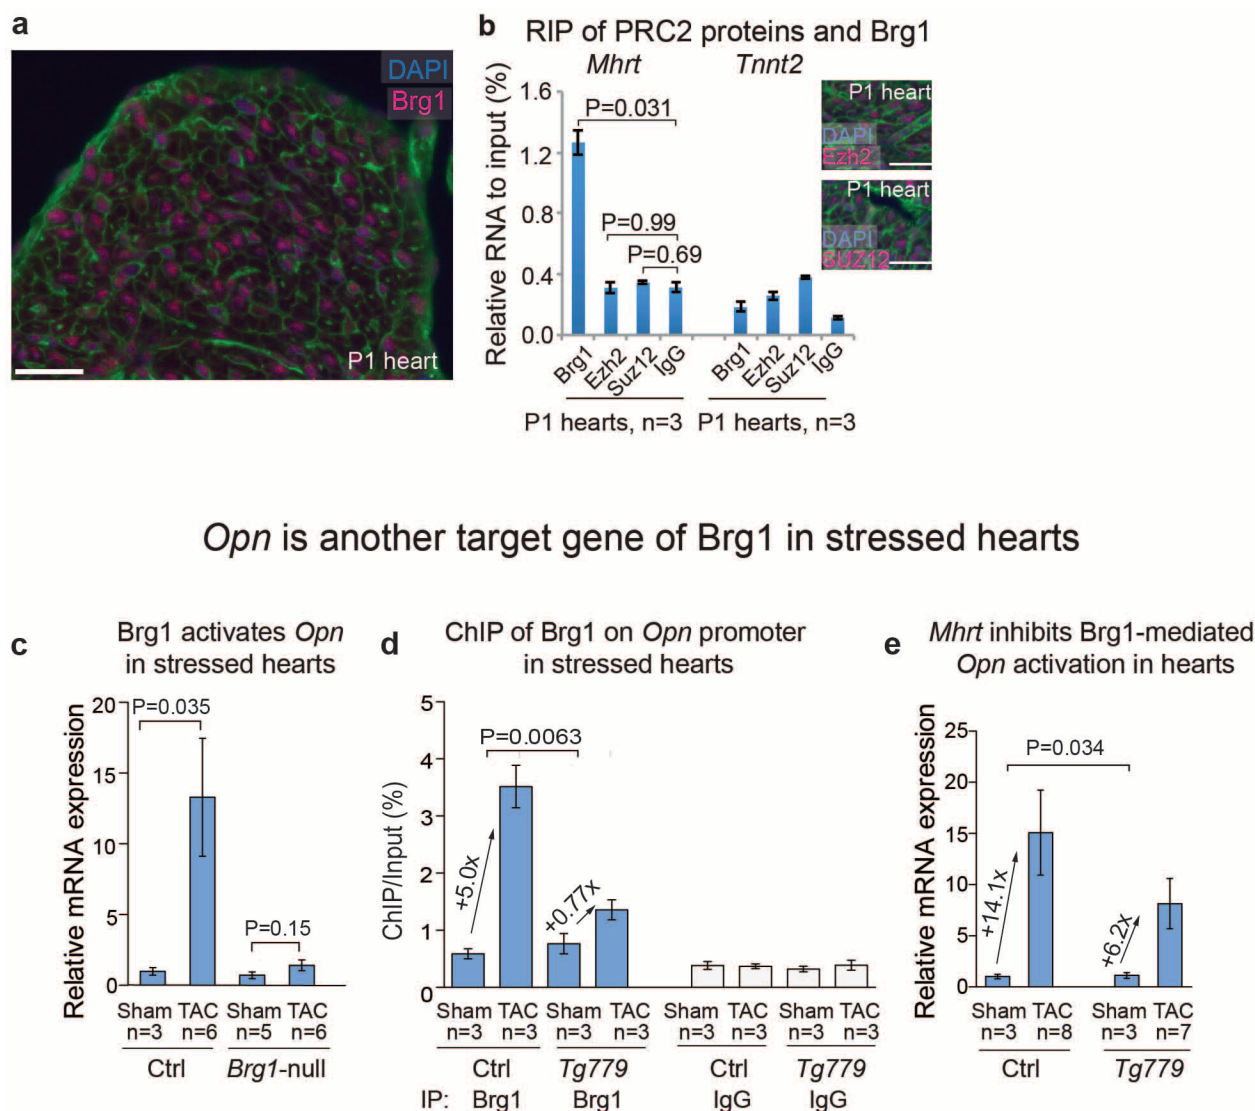 a
DAPI
Brg1
P1 heart
b
RIP of PRC2 proteins and Brg1
Mhrt
Tnnt2
Relative RNA to input (%)
1.6
1.2
0.8
0.4
0.0
P=0.031
P=0.99
P=0.69
Brg1
Ezh2
Suz12
IgG
Brg1
Ezh2
Suz12
IgG
P1 hearts, n=3
P1 hearts, n=3
P1 heart
DAPI
Ezh2
P1 heart
DAPI
SUZ12
Opn is another target gene of Brg1 in stressed hearts
c
Brg1 activates Opn
in stressed hearts
Relative mRNA expression
20
15
10
5
0
P=0.035
P=0.15
Sham TAC Sham TAC
n=3 n=6 n=5 n=6
Ctrl
Brg1-null
d
ChIP of Brg1 on Opn promoter
in stressed hearts
ChIP/Input (%)
5
4
3
2
1
0
P=0.0063
+5.0x
+0.77x
Sham TAC Sham TAC Sham TAC Sham TAC
n=3 n=3 n=3 n=3 n=3 n=3 n=3 n=3
Ctrl Tg779 Ctrl Tg779
IP: Brg1 Brg1 IgG IgG
e
Mhrt inhibits Brg1-mediated
Opn activation in hearts
Relative mRNA expression
25
20
15
10
5
0
P=0.034
+14.1x
+6.2x
Sham TAC Sham TAC
n=3 n=8 n=3 n=7
Ctrl
Tg779